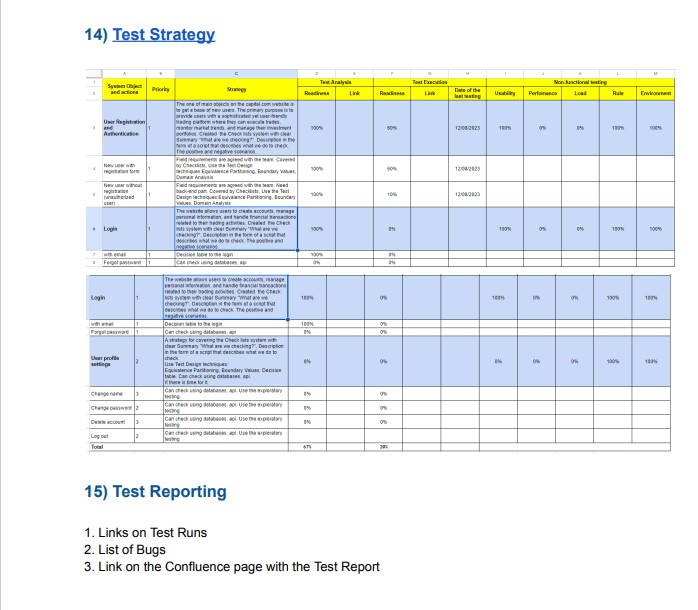 14) Test Strategy
A B C D E F G H I J K L M
1 System Object and actions Priority Strategy Test Analysis Test Execution Non-functional testing
2 Readiness Link Readiness Link Date of the last testing Usability Perfomance Load Rule Environment
3 User Registration and Authentication 1
The one of main objects on the capital.com website is
to get a base of new users. The primary purpose is to
provide users with a sophisticated yet user-friendly
trading platform where they can execute trades,
monitor market trends, and manage their investment
portfolios. Created the Check lists system with clear
Summary "What are we checking?". Description in the
form of a script that describes what we do to check.
The positive and negative scenarios.
100% 50% 12/08/2023 100% 0% 0% 100% 100%
4 New user with registration form 1
Field requirements are agreed with the team. Covered
by Checklists. Use the Test Design
techniques:Equivalence Partitioning, Boundary Values,
Domain Analysis
100% 50% 12/08/2023
5 New user without registration (unauthorized user) 1
Field requirements are agreed with the team. Need
back-end part. Covered by Checklists. Use the Test
Design techniques:Equivalence Partitioning, Boundary
Values, Domain Analysis
100% 10% 12/08/2023
6 Login 1
The website allows users to create accounts, manage
personal information, and handle financial transactions
related to their trading activities. Created the Check
lists system with clear Summary "What are we
checking?". Description in the form of a script that
describes what we do to check. The positive and
negative scenarios.
100% 0% 100% 0% 0% 100% 100%
7 with email 1 Decision table to the login 100% 0%
8 Forgot password 1 Can check using databases, api 0% 0%
Login 1
The website allows users to create accounts, manage
personal information, and handle financial transactions
related to their trading activities. Created the Check
lists system with clear Summary "What are we
checking?". Description in the form of a script that
describes what we do to check. The positive and
negative scenarios.
100% 0% 100% 0% 0% 100% 100%
with email 1 Decision table to the login 100% 0%
Forgot password 1 Can check using databases, api 0% 0%
User profile settings 2
A strategy for covering the Check lists system with
clear Summary "What are we checking?". Description
in the form of a script that describes what we do to
check.
Use Test Design techniques:
Equivalence Partitioning, Boundary Values, Decision
table. Can check using databases, api
If there is time for it.
0% 0% 0% 0% 0% 100% 100%
Change name 3 Can check using databases, api. Use the exploratory testing 0% 0%
Change password 2 Can check using databases, api. Use the exploratory testing 0% 0%
Delete account 3 Can check using databases, api. Use the exploratory testing 0% 0%
Log out 2 Can check using databases, api. Use the exploratory testing
Total 67% 20%
15) Test Reporting
1. Links on Test Runs
2. List of Bugs
3. Link on the Confluence page with the Test Report